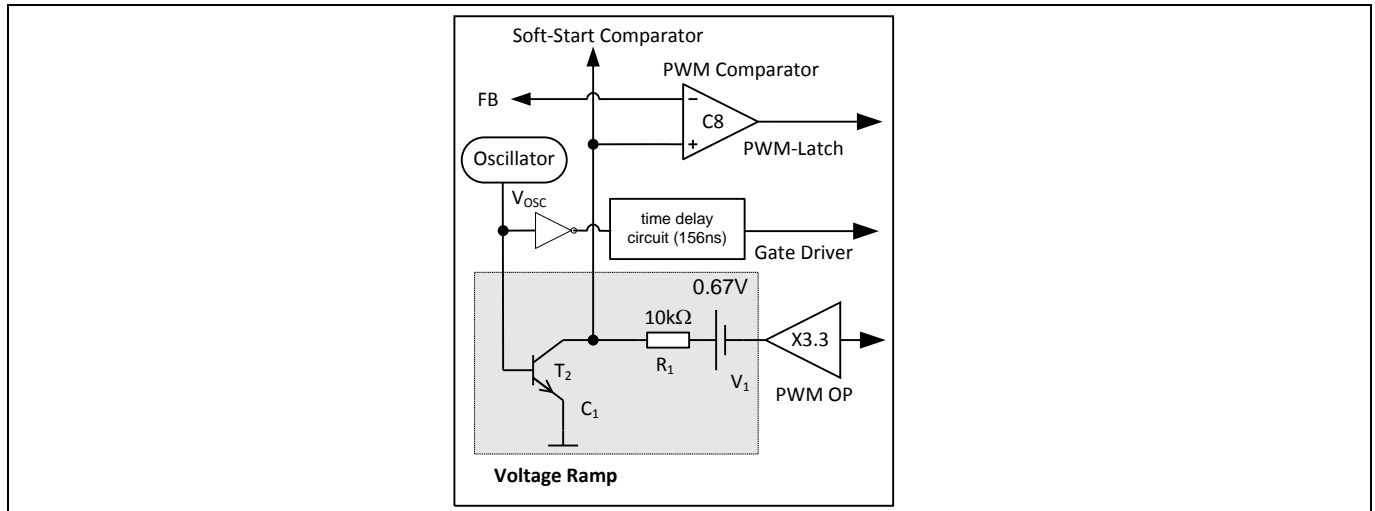 Soft-Start Comparator
PWM Comparator
FB
−
C8
+
PWM-Latch
Oscillator
VOSC
time delay
circuit (156ns)
Gate Driver
0.67V
10kΩ
X3.3
T2
R1
V1
PWM OP
C1
Voltage Ramp